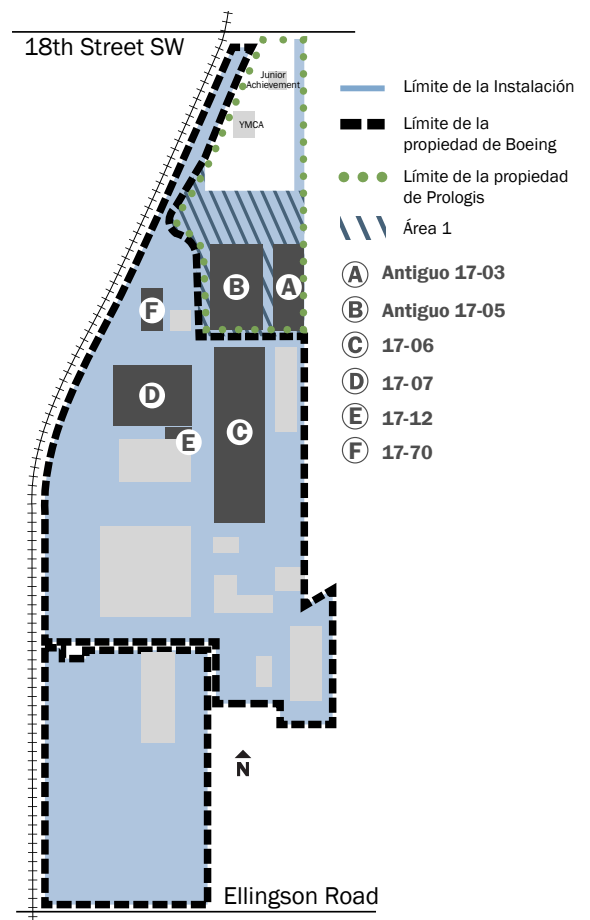 18th Street SW
Junior
Achievement
YMCA
Límite de la Instalación
Límite de la
propiedad de Boeing
Límite de la propiedad
de Prologis
Área 1
A Antiguo 17-03
B Antiguo 17-05
C 17-06
D 17-07
E 17-12
F 17-70
B
A
F
D
C
E
N
Ellingson Road